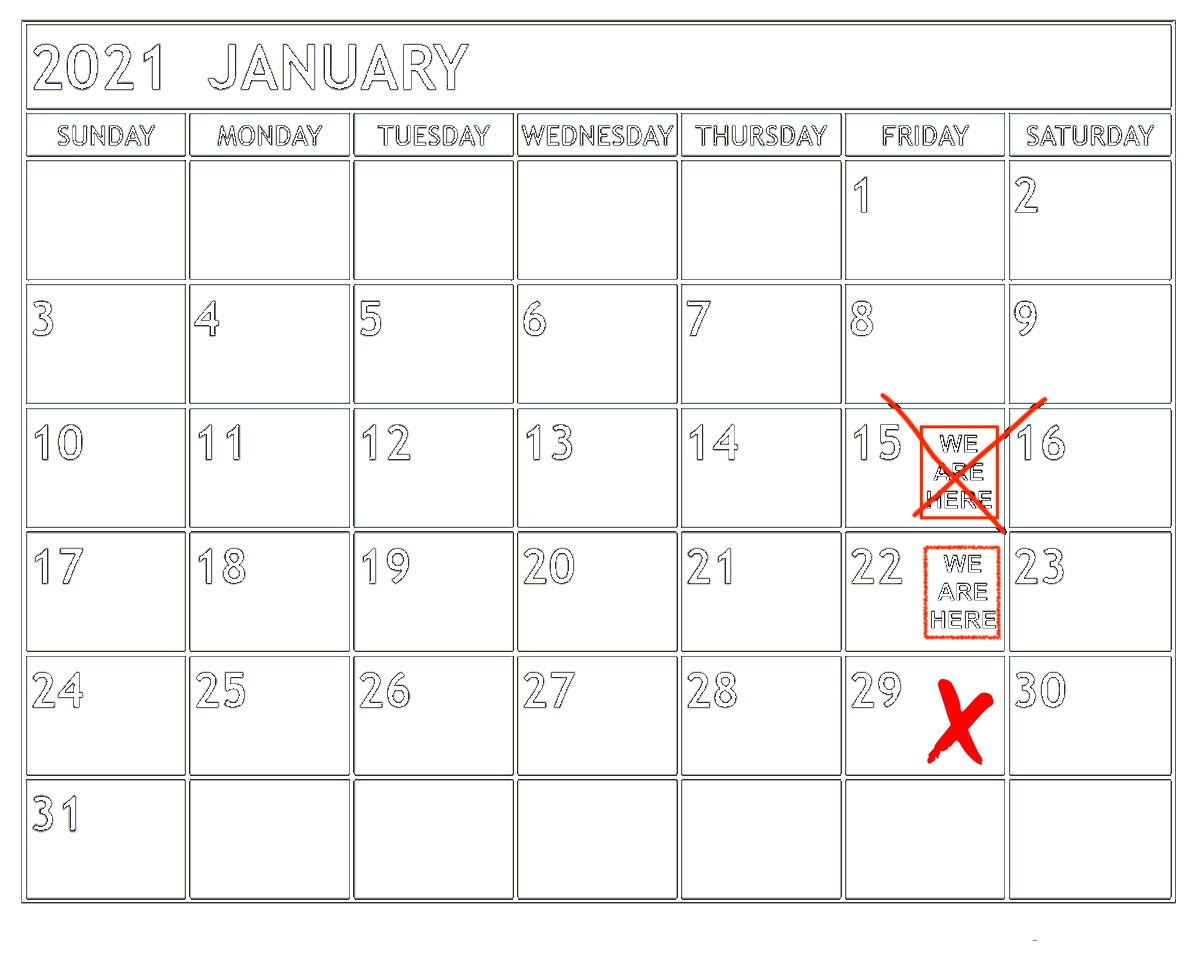 2021 JANUARY
SUNDAY MONDAY TUESDAY WEDNESDAY THURSDAY FRIDAY SATURDAY
1 2
3 4 5 6 7 8 9
10 11 12 13 14 15 WE ARE HERE 16
17 18 19 20 21 22 WE ARE HERE 23
24 25 26 27 28 29 30
31